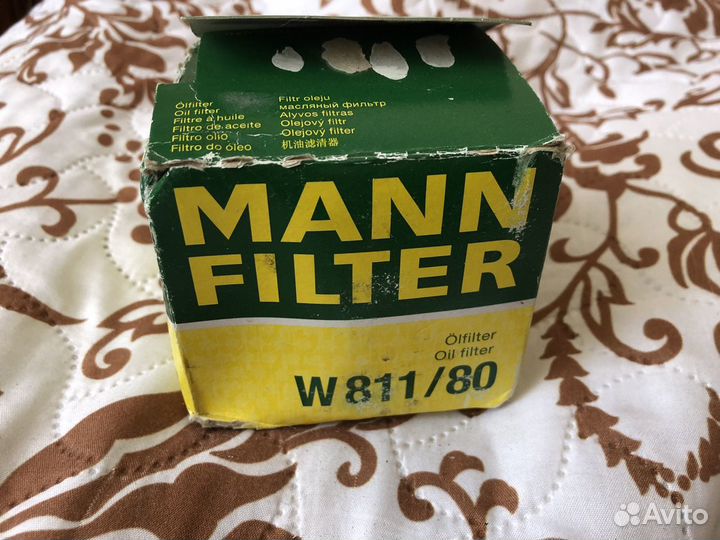 Ölfilter
Oil filter
Filtre à huile
Filtro de aceite
Filtro olio
Filtro do óleo
Filtr oleju
масляный фильтр
Alyvos filtras
Olejový filtr
Olejový filter
机油滤清器
MANN
FILTER
Ölfilter
Oil filter
W 811/80
Avito